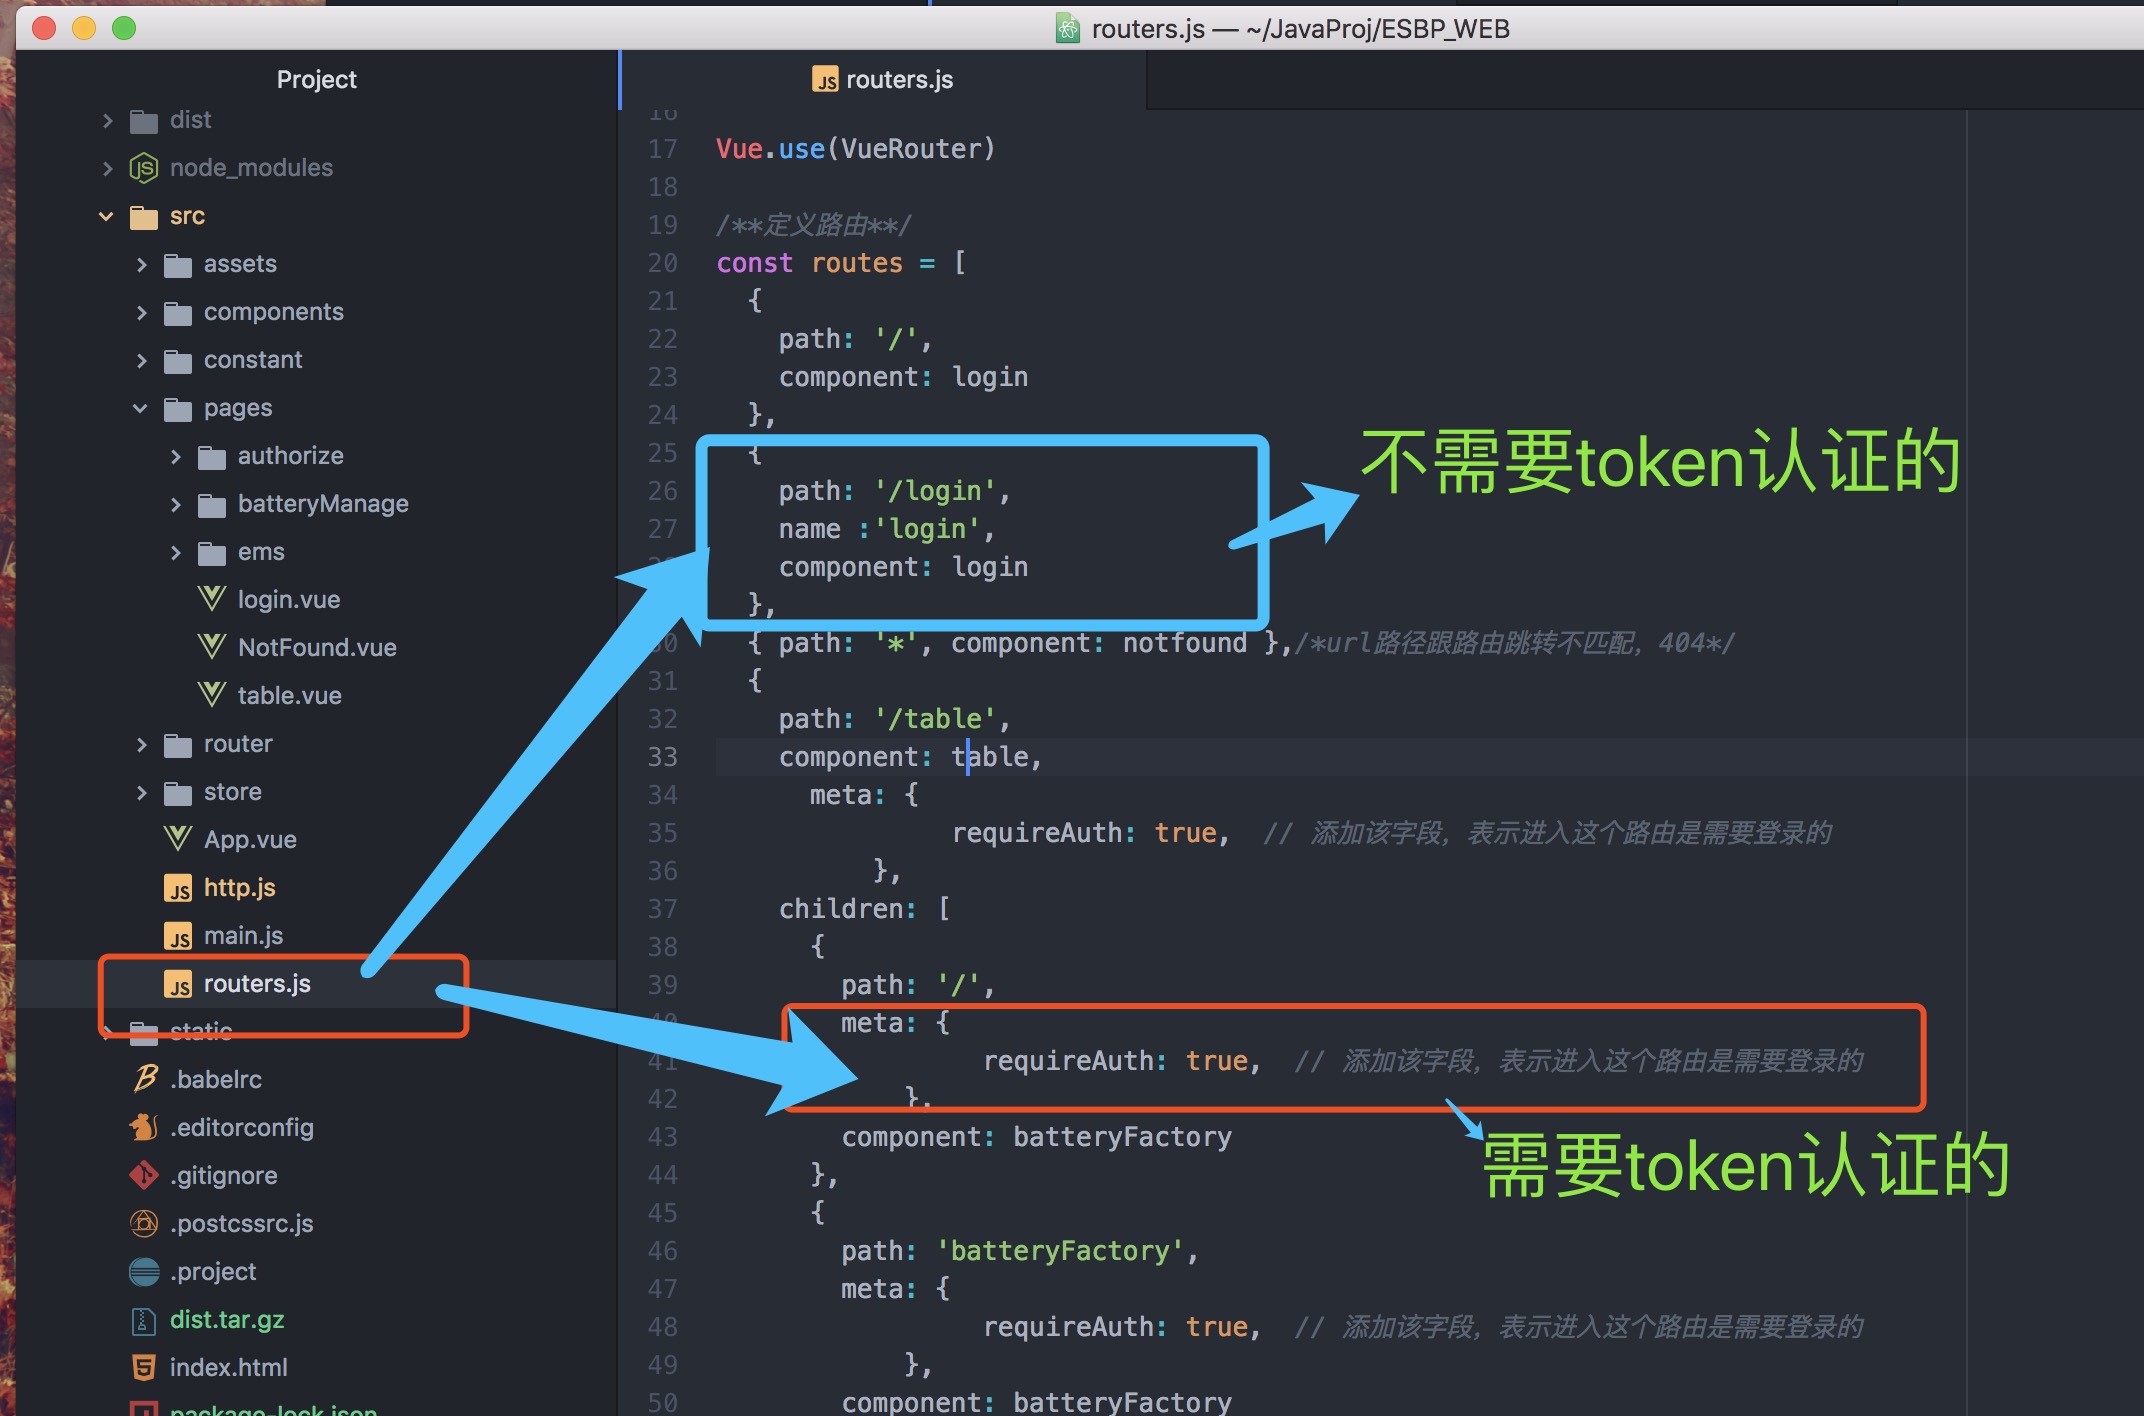 routers.js — ~/JavaProj/ESBP_WEB
Project
dist
node_modules
src
assets
components
constant
pages
authorize
batteryManage
ems
login.vue
NotFound.vue
table.vue
router
store
App.vue
http.js
main.js
routers.js
static
.babelrc
.editorconfig
.gitignore
.postcssrc.js
.project
dist.tar.gz
index.html
package-lock.json
routers.js
16
17 Vue.use(VueRouter)
18
19 /**定义路由**/
20 const routes = [
21 {
22 path: '/',
23 component: login
24 },
25 {
26 path: '/login',
27 name :'login',
28 component: login
},
30 { path: '*', component: notfound },/*url路径跟路由跳转不匹配，404*/
31 {
32 path: '/table',
33 component: table,
34 meta: {
35 requireAuth: true, // 添加该字段，表示进入这个路由是需要登录的
36 },
37 children: [
38 {
39 path: '/',
40 meta: {
41 requireAuth: true, // 添加该字段，表示进入这个路由是需要登录的
42 },
43 component: batteryFactory
44 },
45 {
46 path: 'batteryFactory',
47 meta: {
48 requireAuth: true, // 添加该字段，表示进入这个路由是需要登录的
49 },
50 component: batteryFactory
不需要token认证的
需要token认证的